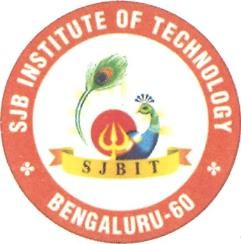 SJB INSTITUTE OF TECHNOLOGY
SJBIT
BENGALURU-60